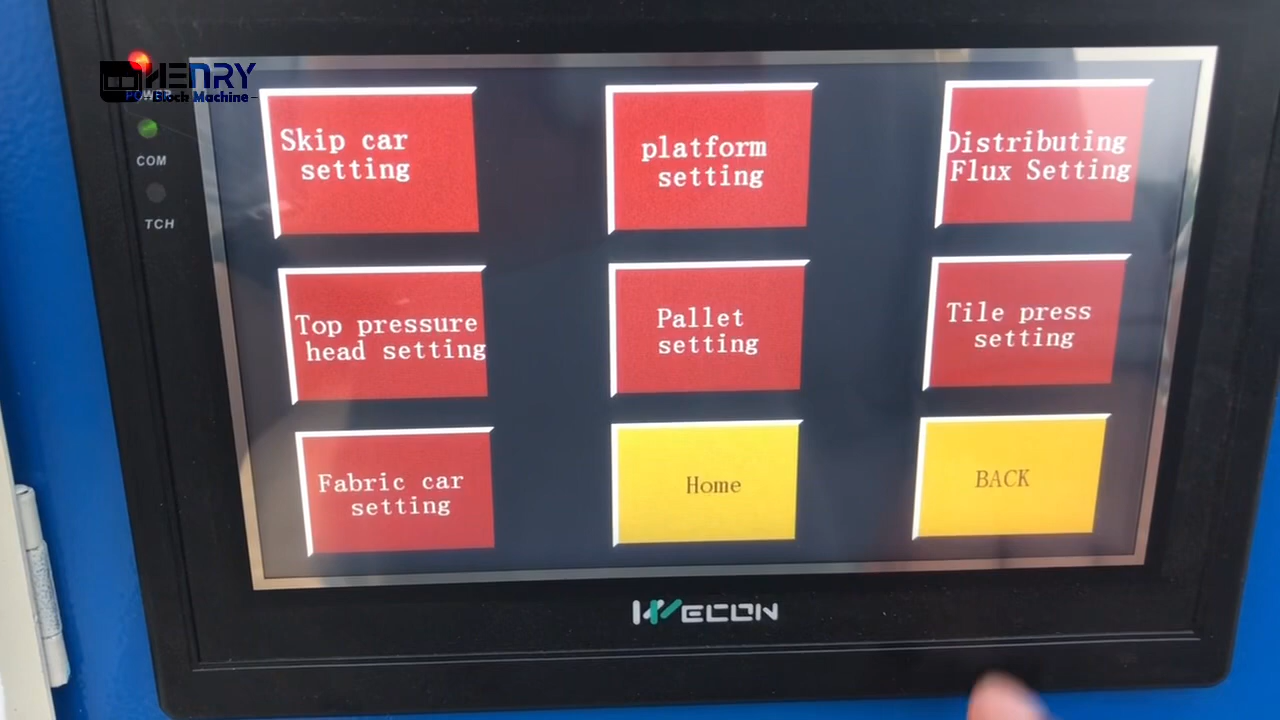 HENRY
Block Machine
POWER
COM
TCH
Skip car
setting
platform
setting
Distributing
Flux Setting
Top pressure
head setting
Pallet
setting
Tile press
setting
Fabric car
setting
Home
BACK
WECON